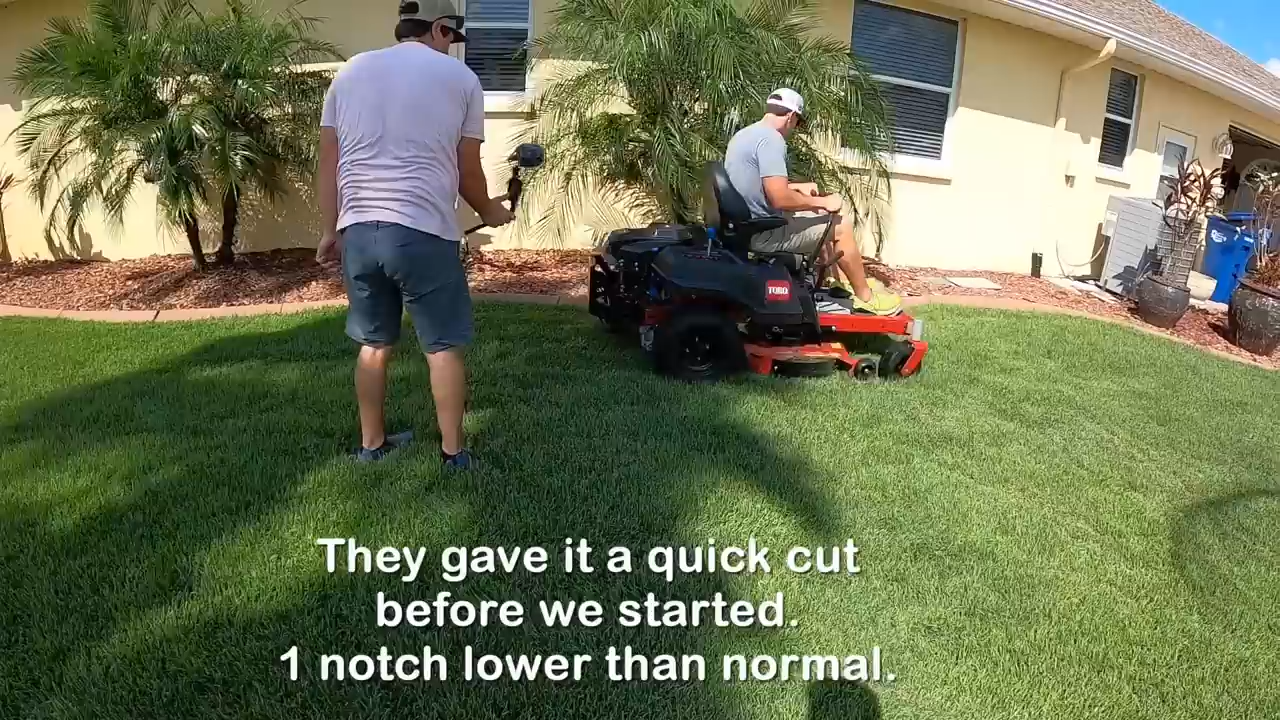 TORO
They gave it a quick cut
before we started.
1 notch lower than normal.